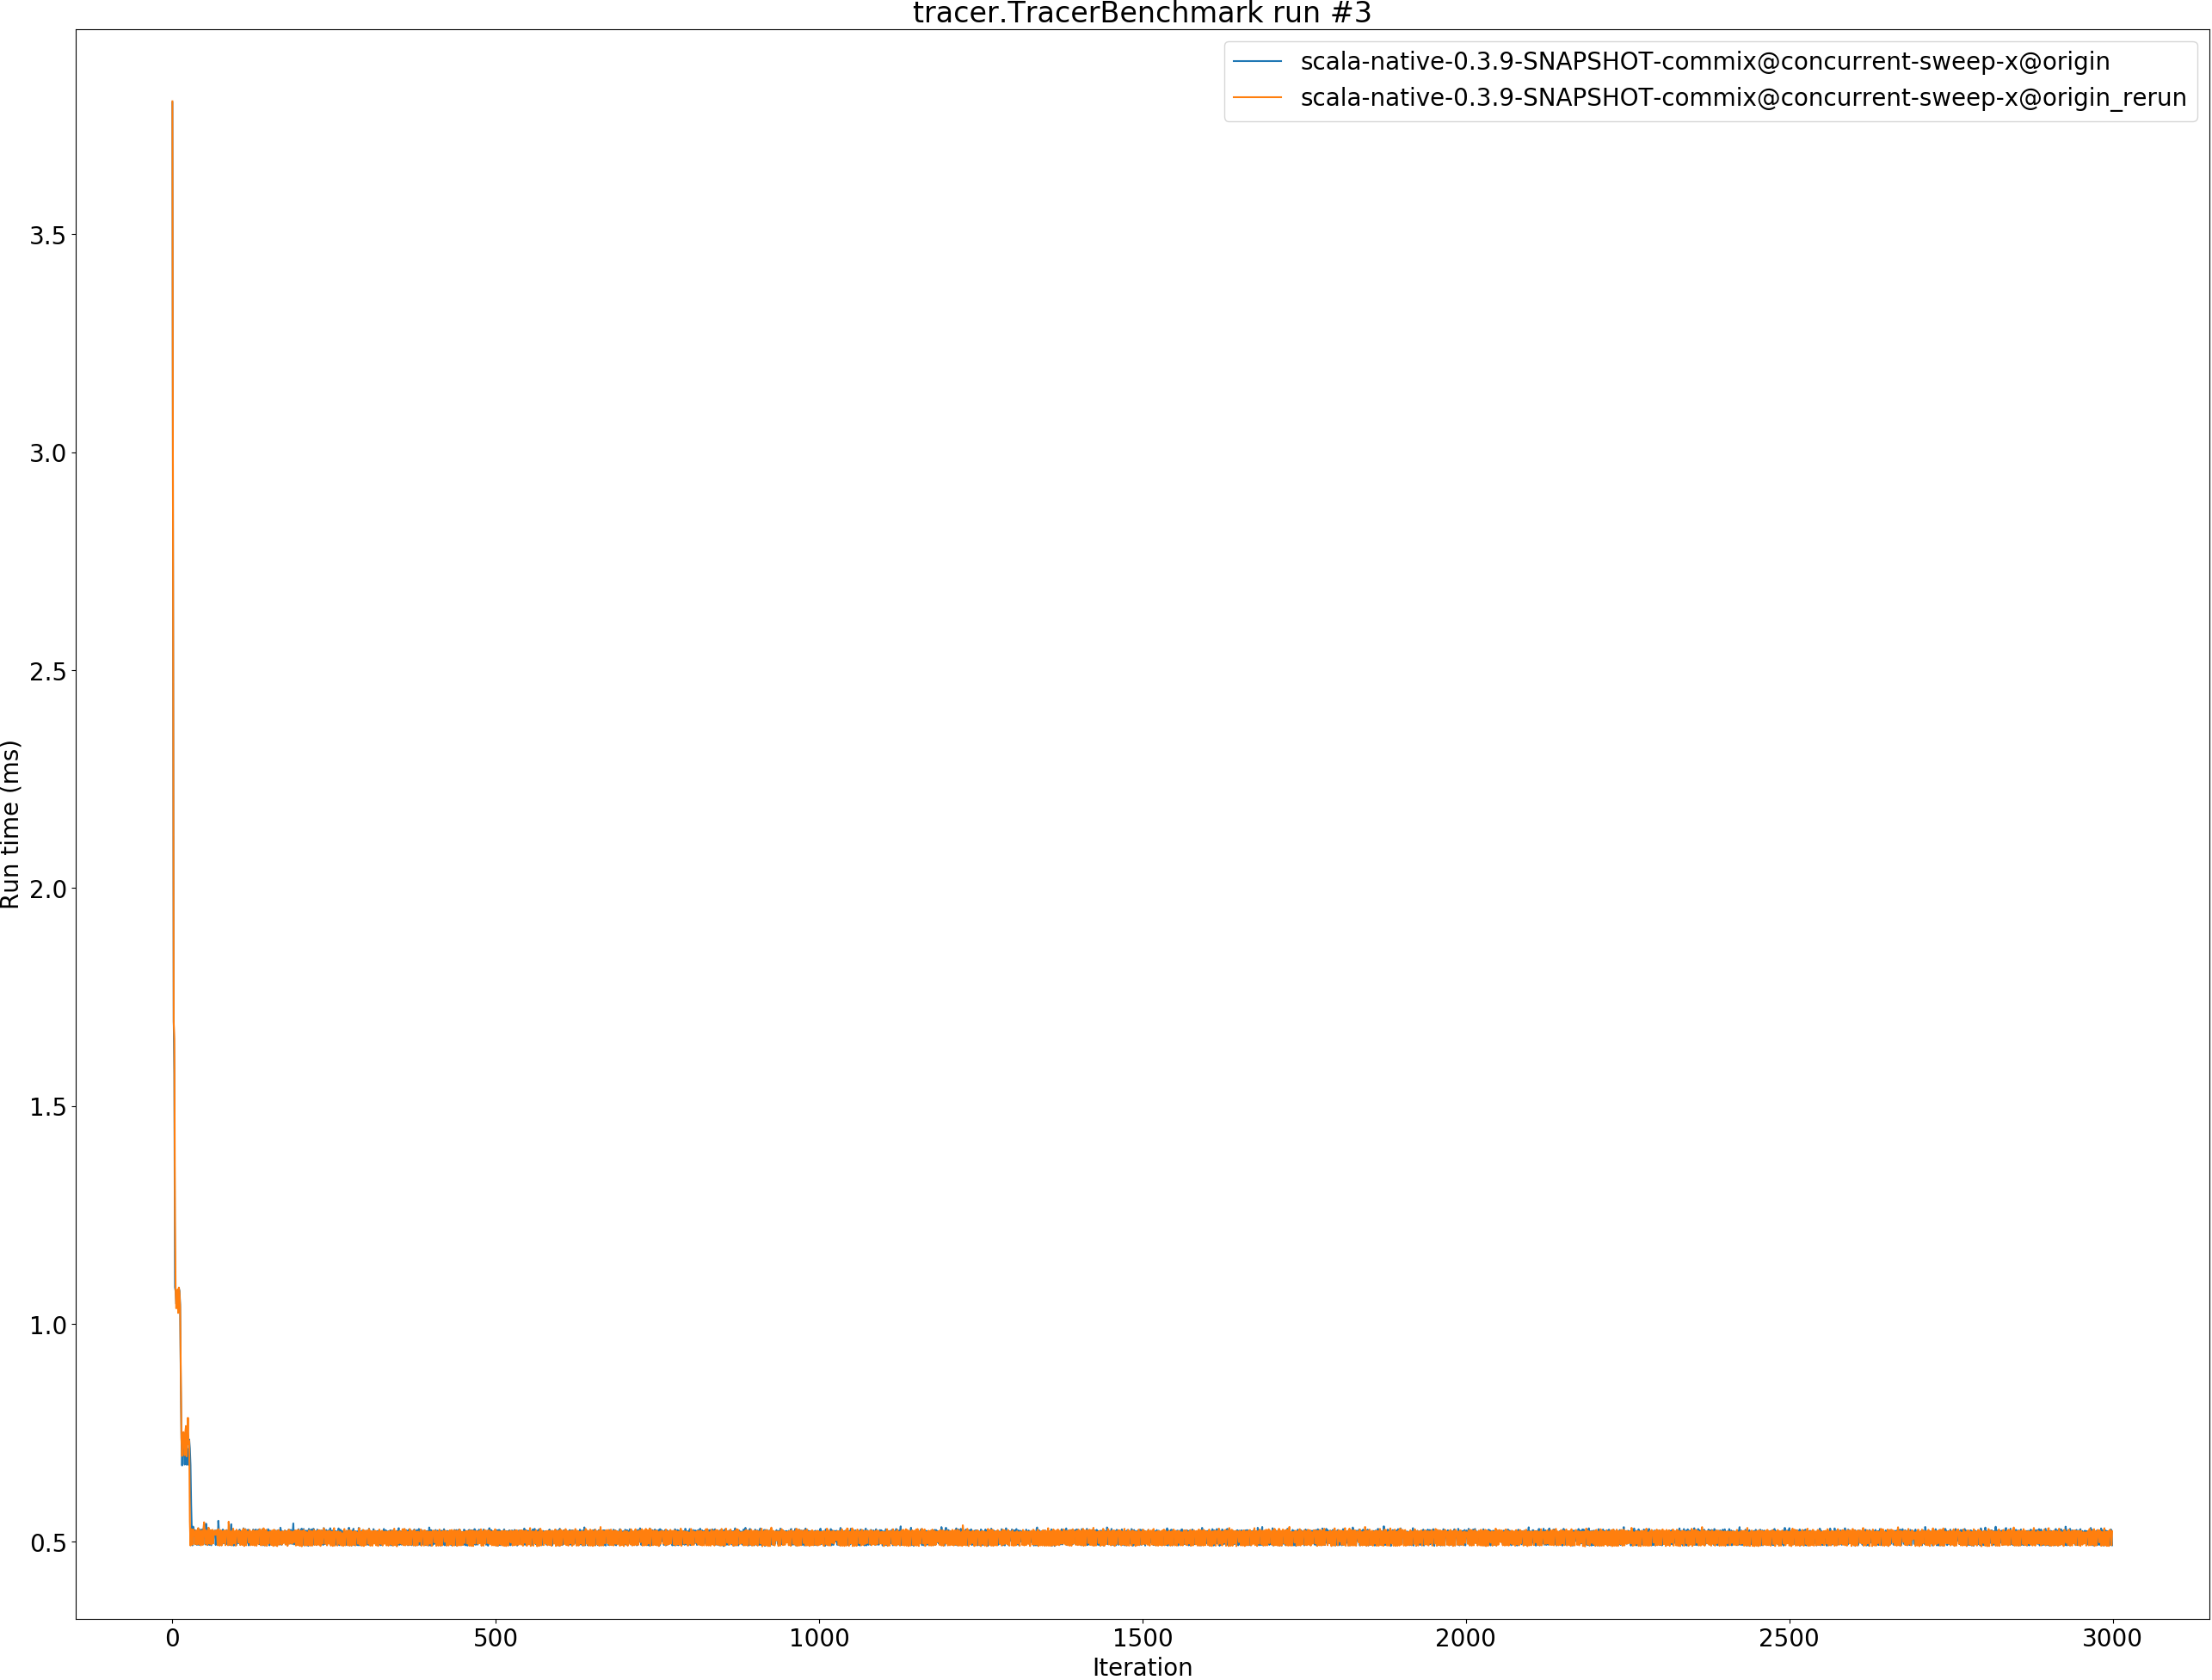 tracer.TracerBenchmark run #3
scala-native-0.3.9-SNAPSHOT-commix@concurrent-sweep-x@origin
scala-native-0.3.9-SNAPSHOT-commix@concurrent-sweep-x@origin_rerun
3.5
3.0
2.5
2.0
1.5
1.0
0.5
Run time (ms)
0 500 1000 1500 2000 2500 3000
Iteration